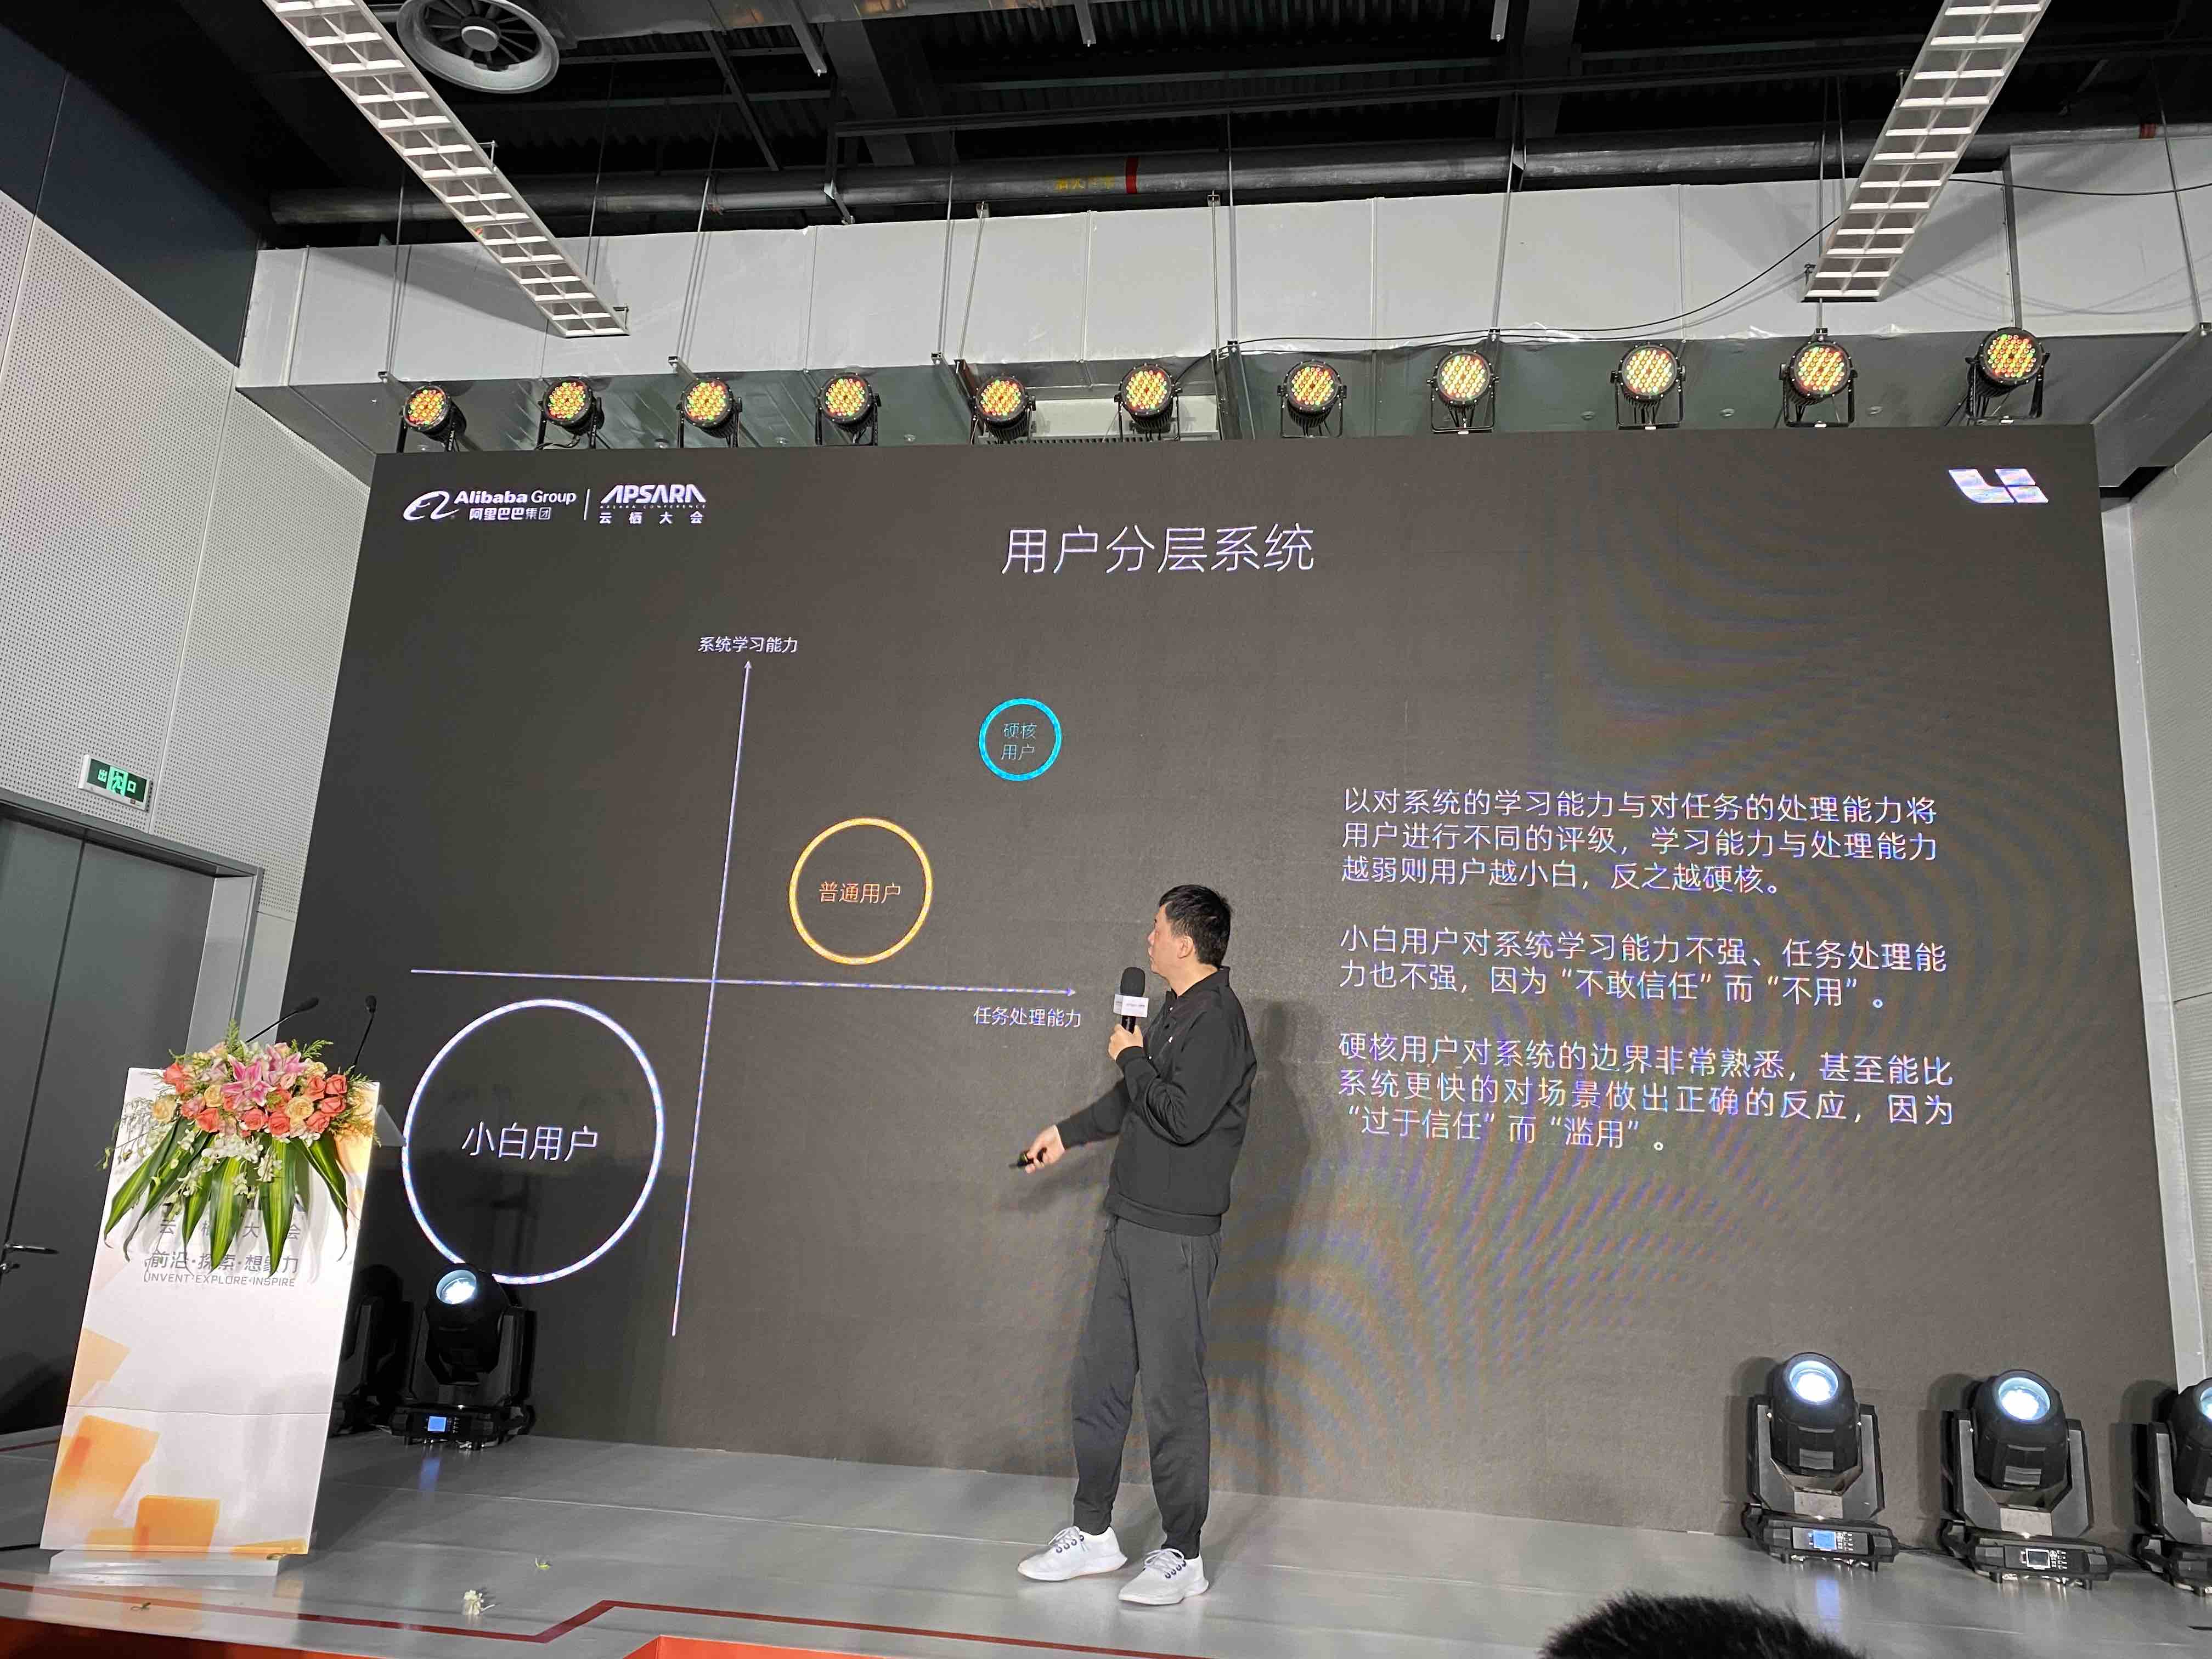 Alibaba Group
阿里巴巴集团
APSARA
APSARA CONFERENCE
云栖大会
用户分层系统
系统学习能力
硬核
用户
普通用户
任务处理能力
小白用户
以对系统的学习能力与对任务的处理能力将
用户进行不同的评级，学习能力与处理能力
越弱则用户越小白，反之越硬核。
小白用户对系统学习能力不强、任务处理能
力也不强，因为“不敢信任”而“不用”。
硬核用户对系统的边界非常熟悉，甚至能比
系统更快的对场景做出正确的反应，因为
“过于信任”而“滥用”。
出口
云栖大会
前沿·探索·想象力
INVENT·EXPLORE·INSPIRE